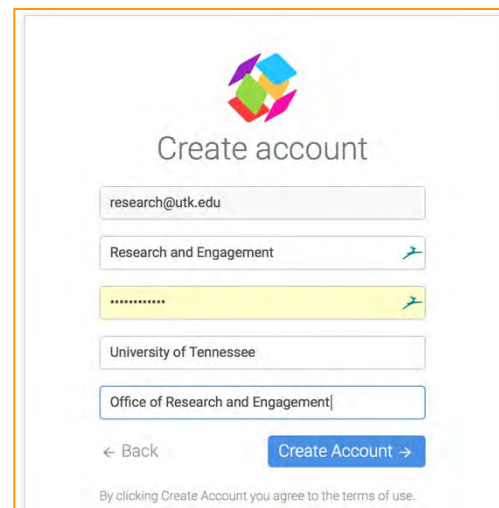 Create account
research@utk.edu
Research and Engagement
••••••••••••
University of Tennessee
Office of Research and Engagement
← Back
Create Account →
By clicking Create Account you agree to the terms of use.